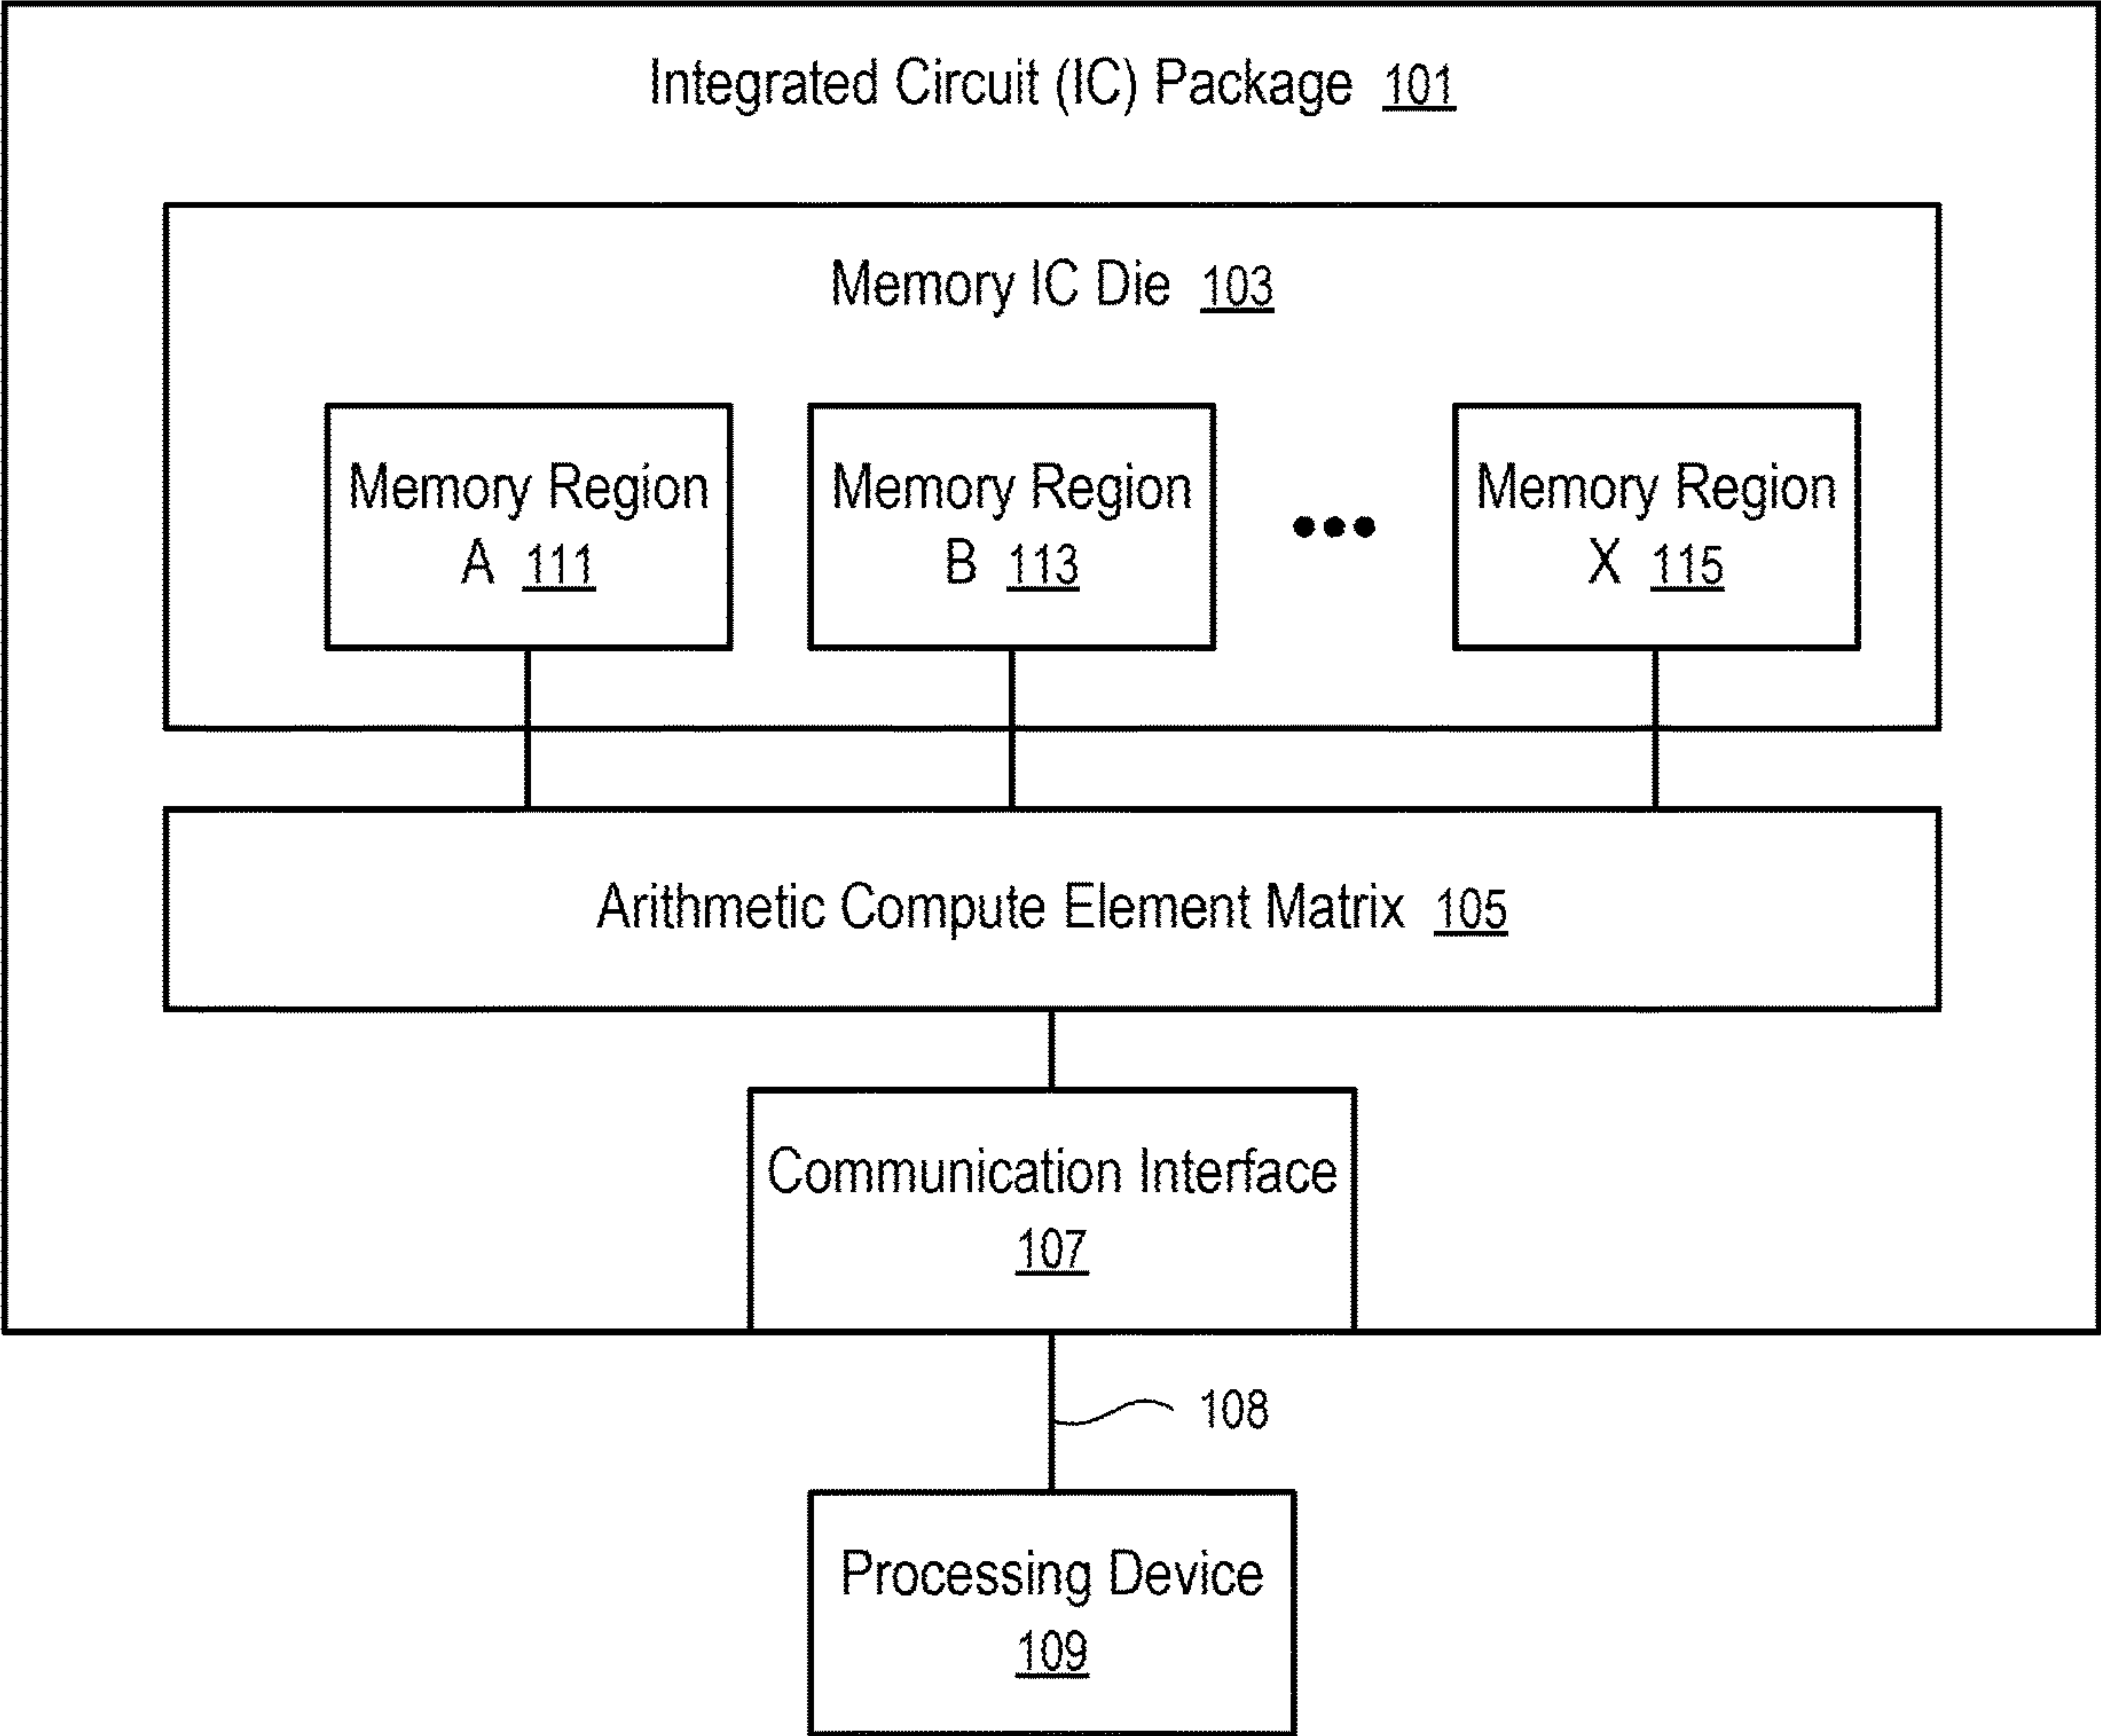 Integrated Circuit (IC) Package 101
Memory IC Die 103
Memory Region
A 111
Memory Region
B 113
Memory Region
X 115
Arithmetic Compute Element Matrix 105
Communication Interface
107
108
Processing Device
109